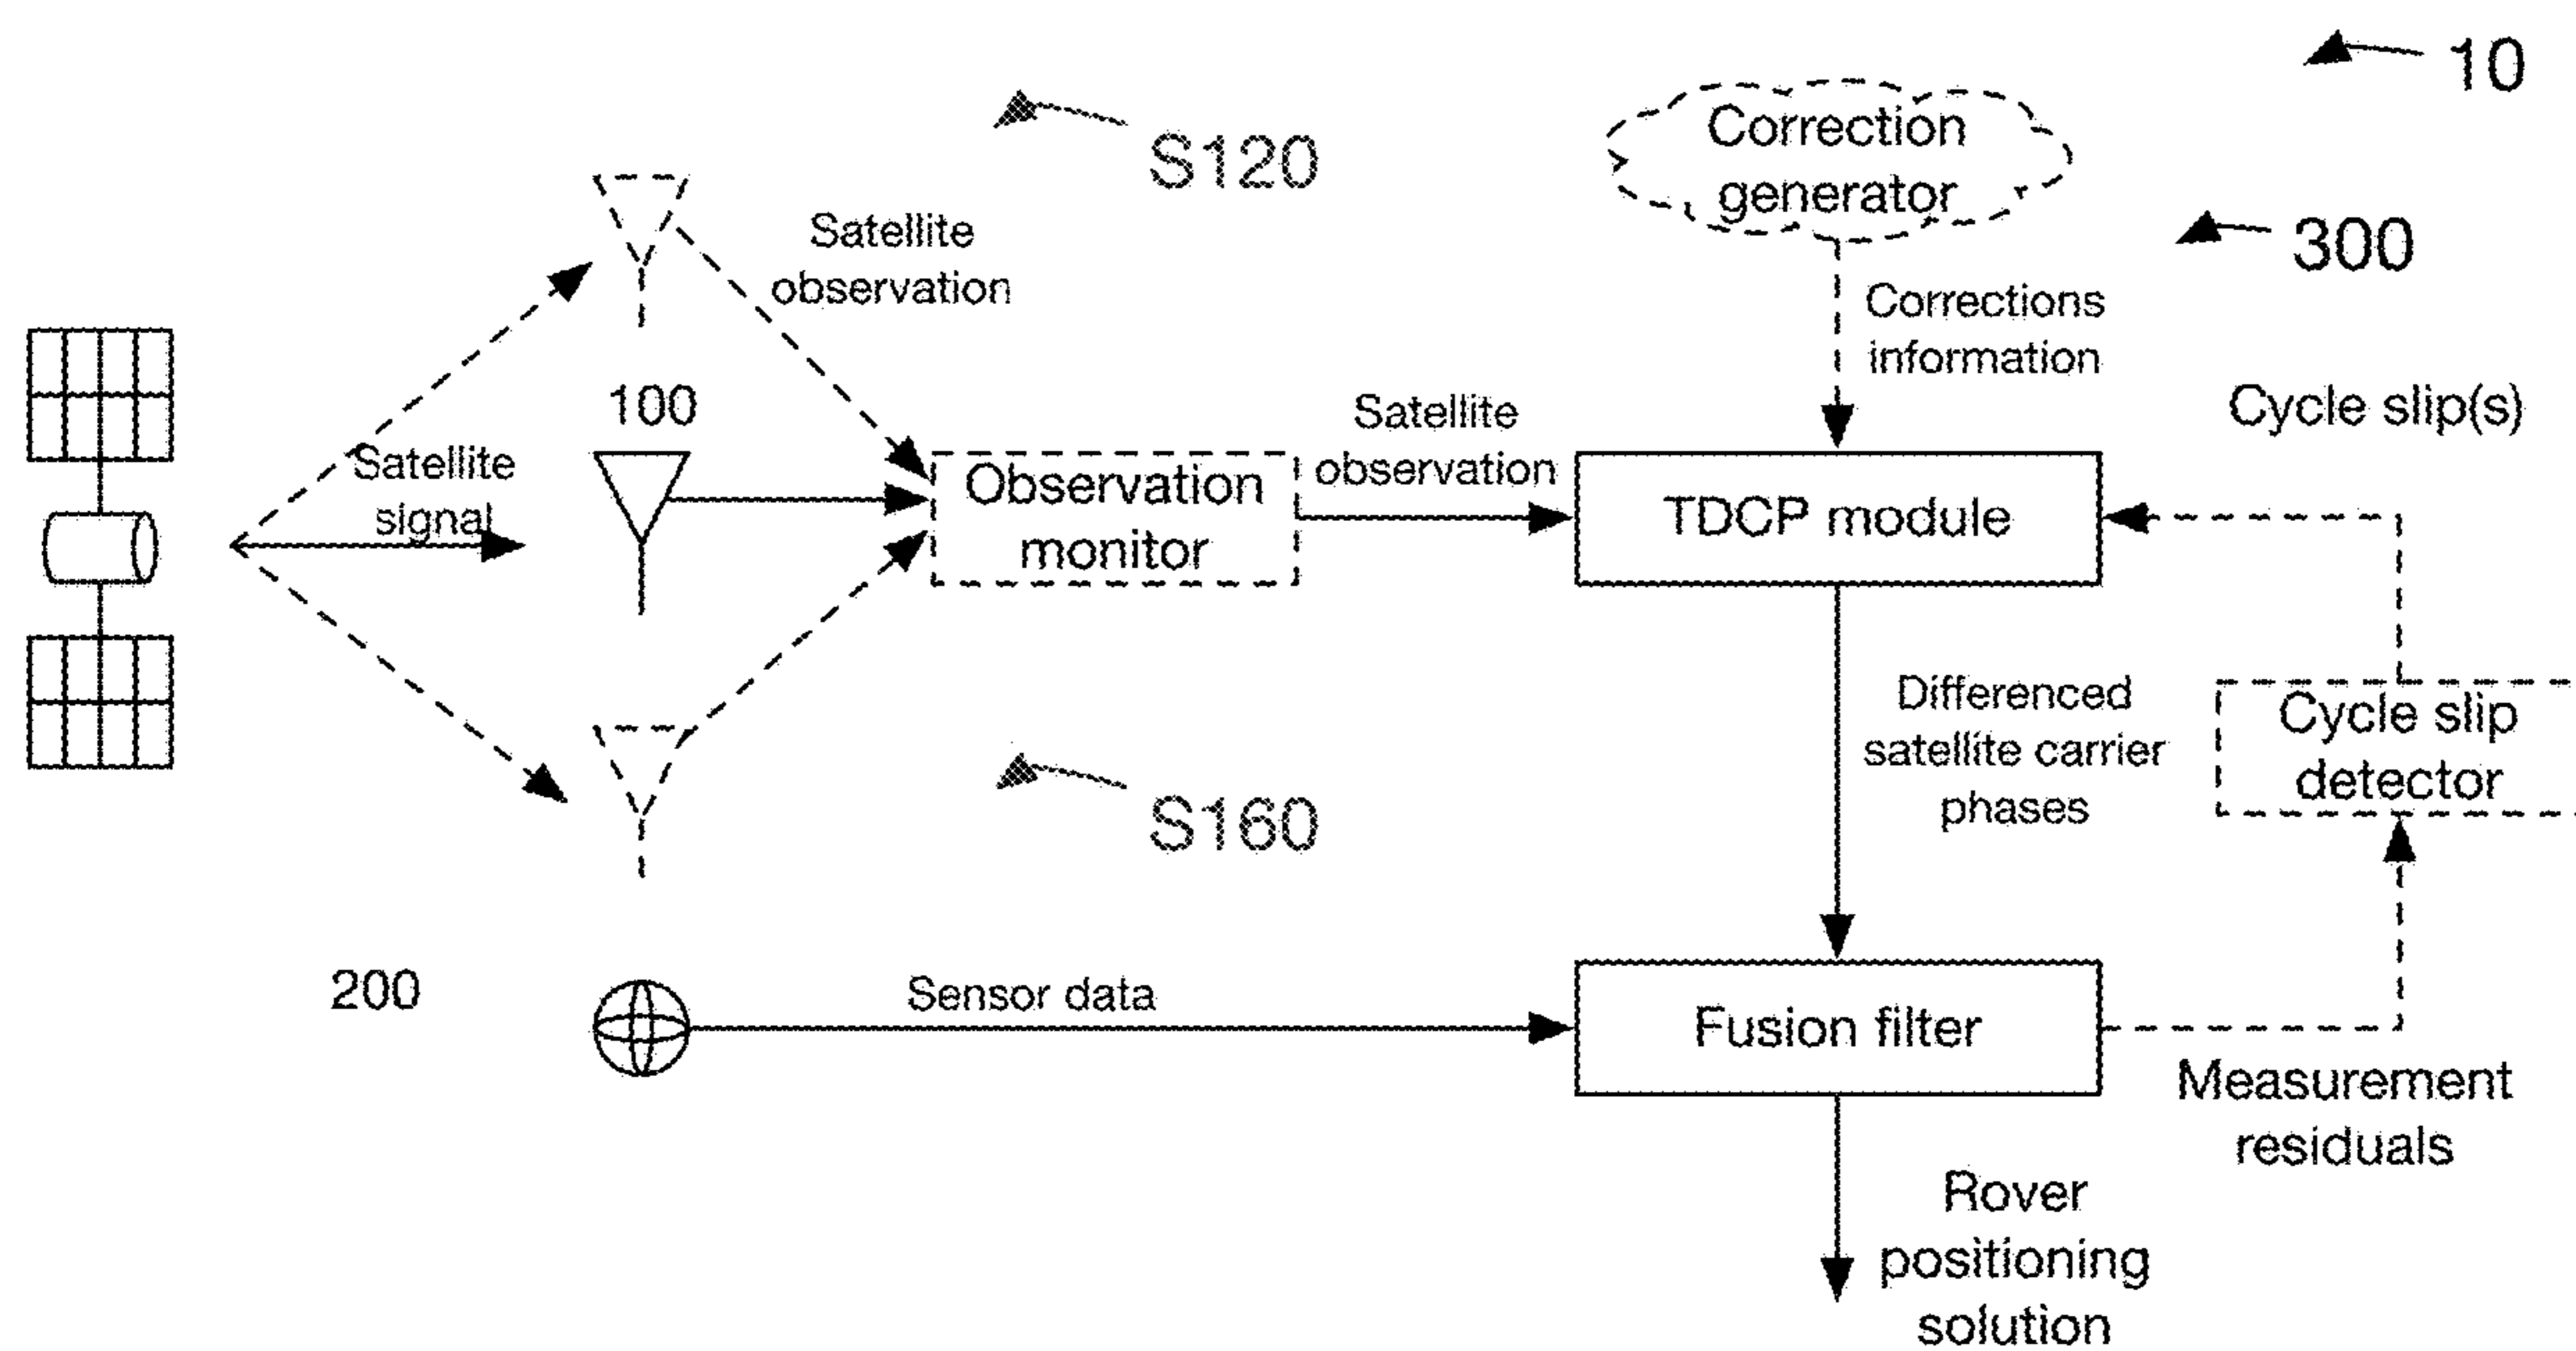 10
S120
Correction
generator
300
Satellite
observation
Corrections
information
100
Cycle slip(s)
Satellite
signal
Observation
monitor
Satellite
observation
TDCP module
Differenced
satellite carrier
phases
Cycle slip
detector
S160
200
Sensor data
Fusion filter
Measurement
residuals
Rover
positioning
solution